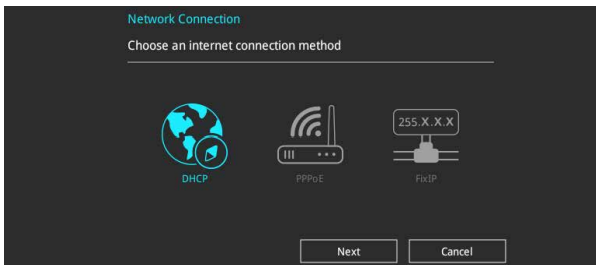 Network Connection
Choose an internet connection method
255.X.X.X
DHCP PPPoE FixIP
Next Cancel